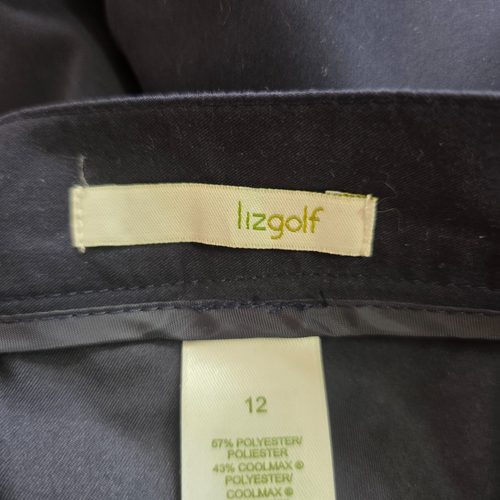 lizgolf
12
57% POLYESTER/
POLIESTER
43% COOLMAX ®
POLYESTER/
COOLMAX ®